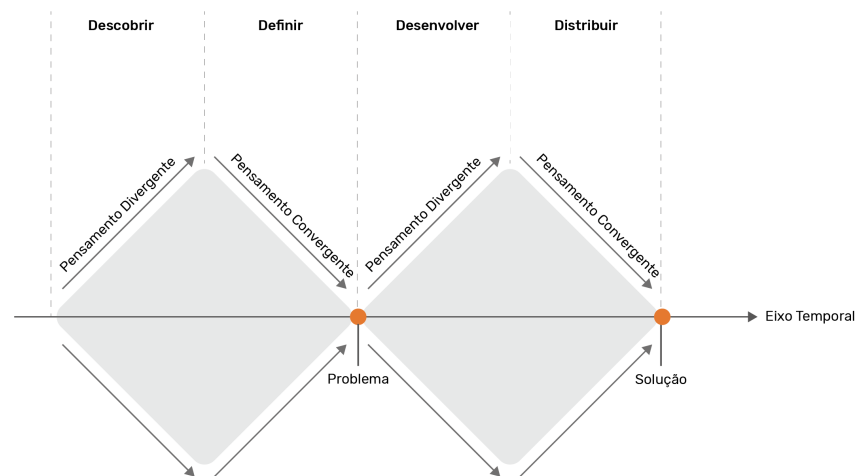 Descobrir
Definir
Desenvolver
Distribuir
Pensamento Divergente
Pensamento Convergente
Pensamento Divergente
Pensamento Convergente
Eixo Temporal
Problema
Solução